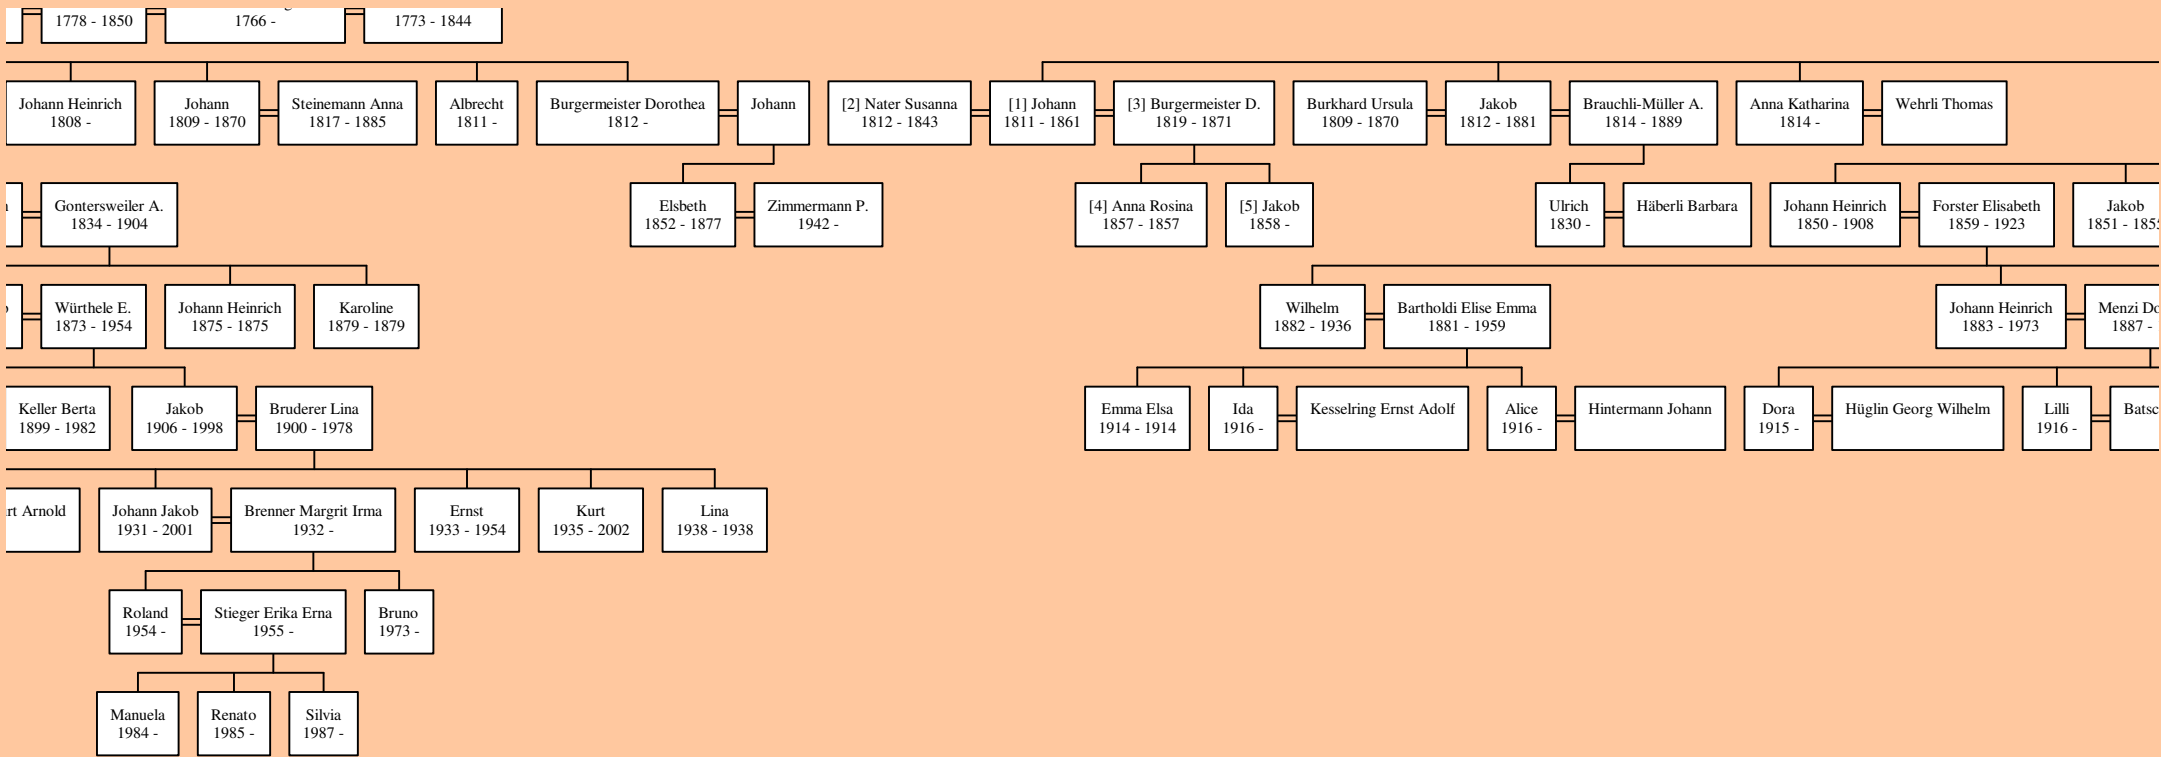 1778 - 1850
1766 -
1773 - 1844
Johann Heinrich
1808 -
Johann
1809 - 1870
Steinemann Anna
1817 - 1885
Albrecht
1811 -
Burgermeister Dorothea
1812 -
Johann
[2] Nater Susanna
1812 - 1843
[1] Johann
1811 - 1861
[3] Burgermeister D.
1819 - 1871
Burkhard Ursula
1809 - 1870
Jakob
1812 - 1881
Brauchli-Müller A.
1814 - 1889
Anna Katharina
1814 -
Wehrli Thomas
Gontersweiler A.
1834 - 1904
Elsbeth
1852 - 1877
Zimmermann P.
1942 -
[4] Anna Rosina
1857 - 1857
[5] Jakob
1858 -
Ulrich
1830 -
Häberli Barbara
Johann Heinrich
1850 - 1908
Forster Elisabeth
1859 - 1923
Jakob
1851 - 185
Würthele E.
1873 - 1954
Johann Heinrich
1875 - 1875
Karoline
1879 - 1879
Wilhelm
1882 - 1936
Bartholdi Elise Emma
1881 - 1959
Johann Heinrich
1883 - 1973
Menzi Do
1887 -
Keller Berta
1899 - 1982
Jakob
1906 - 1998
Bruderer Lina
1900 - 1978
Emma Elsa
1914 - 1914
Ida
1916 -
Kesselring Ernst Adolf
Alice
1916 -
Hintermann Johann
Dora
1915 -
Hüglin Georg Wilhelm
Lilli
1916 -
Batsc
rt Arnold
Johann Jakob
1931 - 2001
Brenner Margrit Irma
1932 -
Ernst
1933 - 1954
Kurt
1935 - 2002
Lina
1938 - 1938
Roland
1954 -
Stieger Erika Erna
1955 -
Bruno
1973 -
Manuela
1984 -
Renato
1985 -
Silvia
1987 -